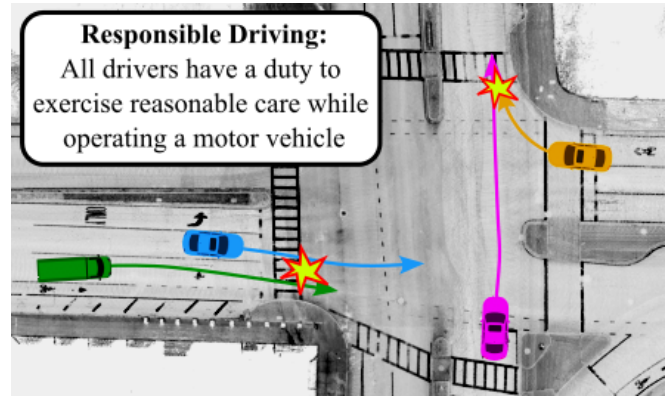 Responsible Driving:
All drivers have a duty to
exercise reasonable care while
operating a motor vehicle